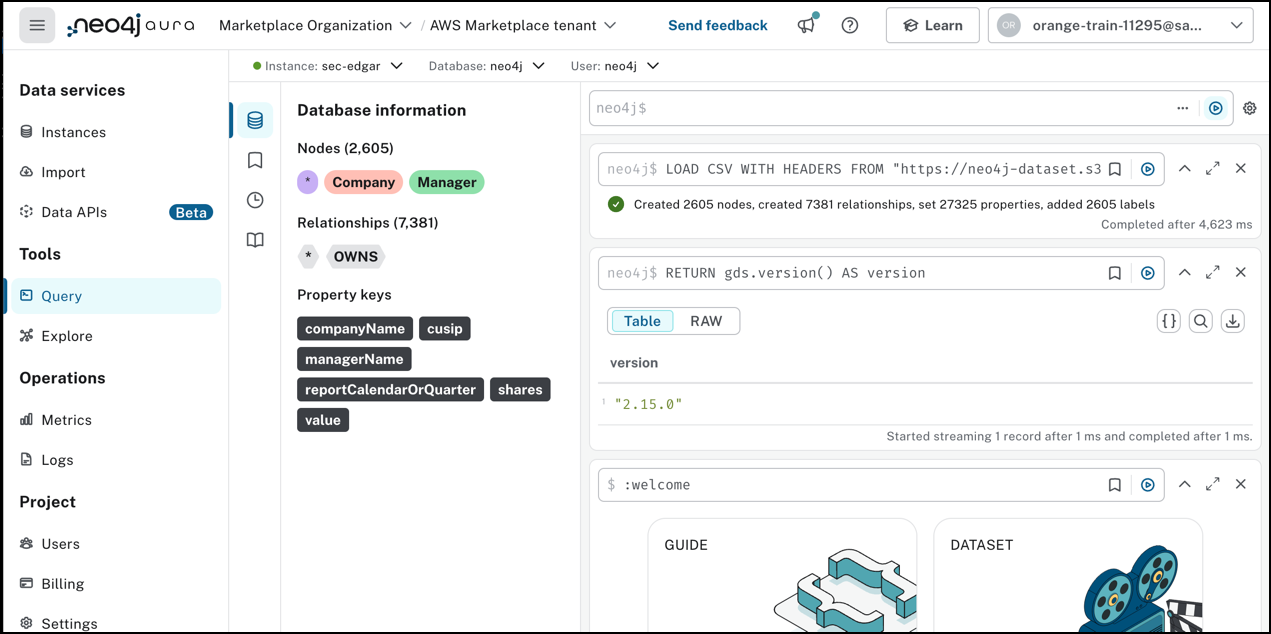 neo4j aura
Marketplace Organization / AWS Marketplace tenant
Send feedback
Learn
OR orange-train-11295@sa...
Instance: sec-edgar Database: neo4j User: neo4j
Data services
Instances
Import
Data APIs Beta
Tools
Query
Explore
Operations
Metrics
Logs
Project
Users
Billing
Settings
Database information
Nodes (2,605)
* Company Manager
Relationships (7,381)
* OWNS
Property keys
companyName cusip
managerName
reportCalendarOrQuarter shares
value
neo4j$
neo4j$ LOAD CSV WITH HEADERS FROM "https://neo4j-dataset.s3
Created 2605 nodes, created 7381 relationships, set 27325 properties, added 2605 labels
Completed after 4,623 ms
neo4j$ RETURN gds.version() AS version
Table RAW
{}
version
1 "2.15.0"
Started streaming 1 record after 1 ms and completed after 1 ms.
$ :welcome
GUIDE
DATASET